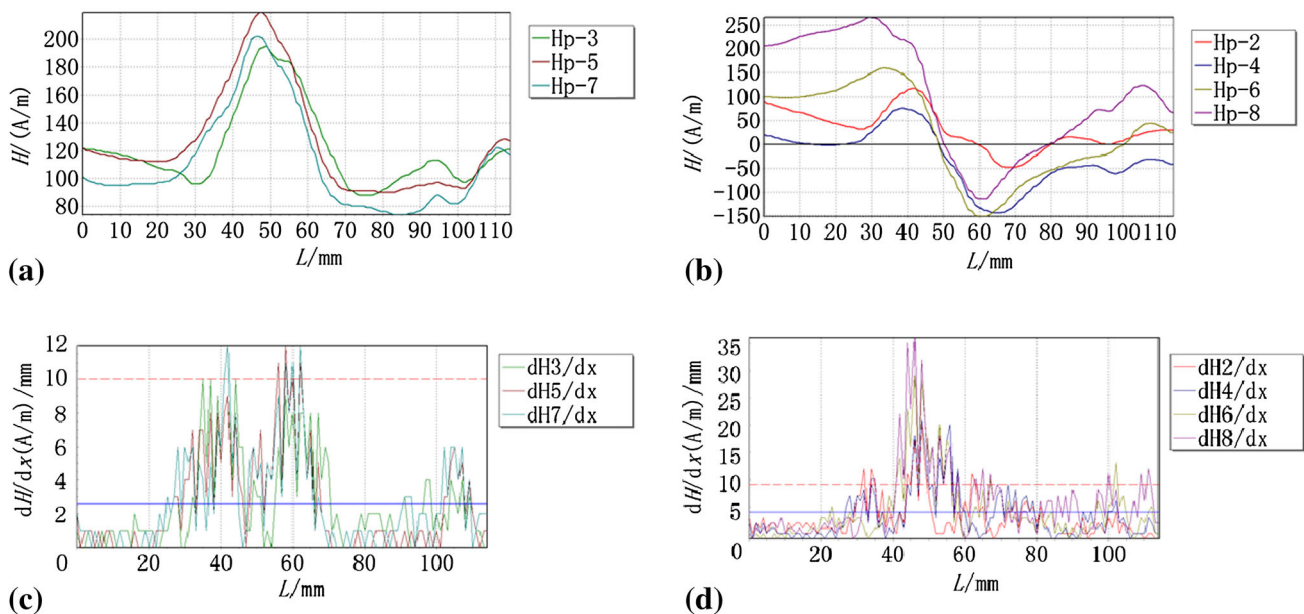 H/(A/m)
200
180
160
140
120
100
80
0 10 20 30 40 50 60 70 80 90 100 110
L/mm
Hp-3
Hp-5
Hp-7
(a)
H/(A/m)
250
200
150
100
50
0
-50
-100
-150
0 10 20 30 40 50 60 70 80 90 100 110
L/mm
Hp-2
Hp-4
Hp-6
Hp-8
(b)
dH/dx(A/m)/mm
12
10
8
6
4
2
0
20 40 60 80 100
L/mm
dH3/dx
dH5/dx
dH7/dx
(c)
dH/dx(A/m)/mm
35
30
25
20
15
10
5
0
20 40 60 80 100
L/mm
dH2/dx
dH4/dx
dH6/dx
dH8/dx
(d)